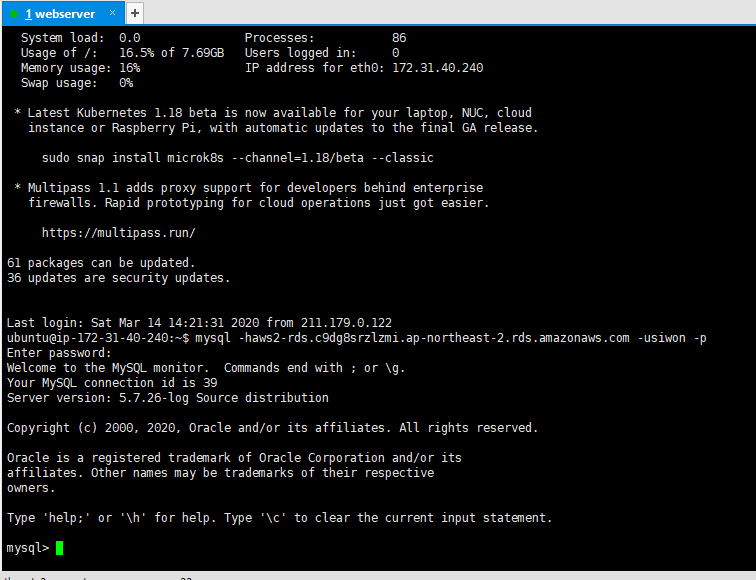 1 webserver × +
System load: 0.0 Processes: 86
Usage of /: 16.5% of 7.69GB Users logged in: 0
Memory usage: 16% IP address for eth0: 172.31.40.240
Swap usage: 0%
* Latest Kubernetes 1.18 beta is now available for your laptop, NUC, cloud
instance or Raspberry Pi, with automatic updates to the final GA release.
sudo snap install microk8s --channel=1.18/beta --classic
* Multipass 1.1 adds proxy support for developers behind enterprise
firewalls. Rapid prototyping for cloud operations just got easier.
https://multipass.run/
61 packages can be updated.
36 updates are security updates.
Last login: Sat Mar 14 14:21:31 2020 from 211.179.0.122
ubuntu@ip-172-31-40-240:~$ mysql -haws2-rds.c9dg8srzlzmi.ap-northeast-2.rds.amazonaws.com -usiwon -p
Enter password:
Welcome to the MySQL monitor.  Commands end with ; or \g.
Your MySQL connection id is 39
Server version: 5.7.26-log Source distribution
Copyright (c) 2000, 2020, Oracle and/or its affiliates. All rights reserved.
Oracle is a registered trademark of Oracle Corporation and/or its
affiliates. Other names may be trademarks of their respective
owners.
Type 'help;' or '\h' for help. Type '\c' to clear the current input statement.
mysql>